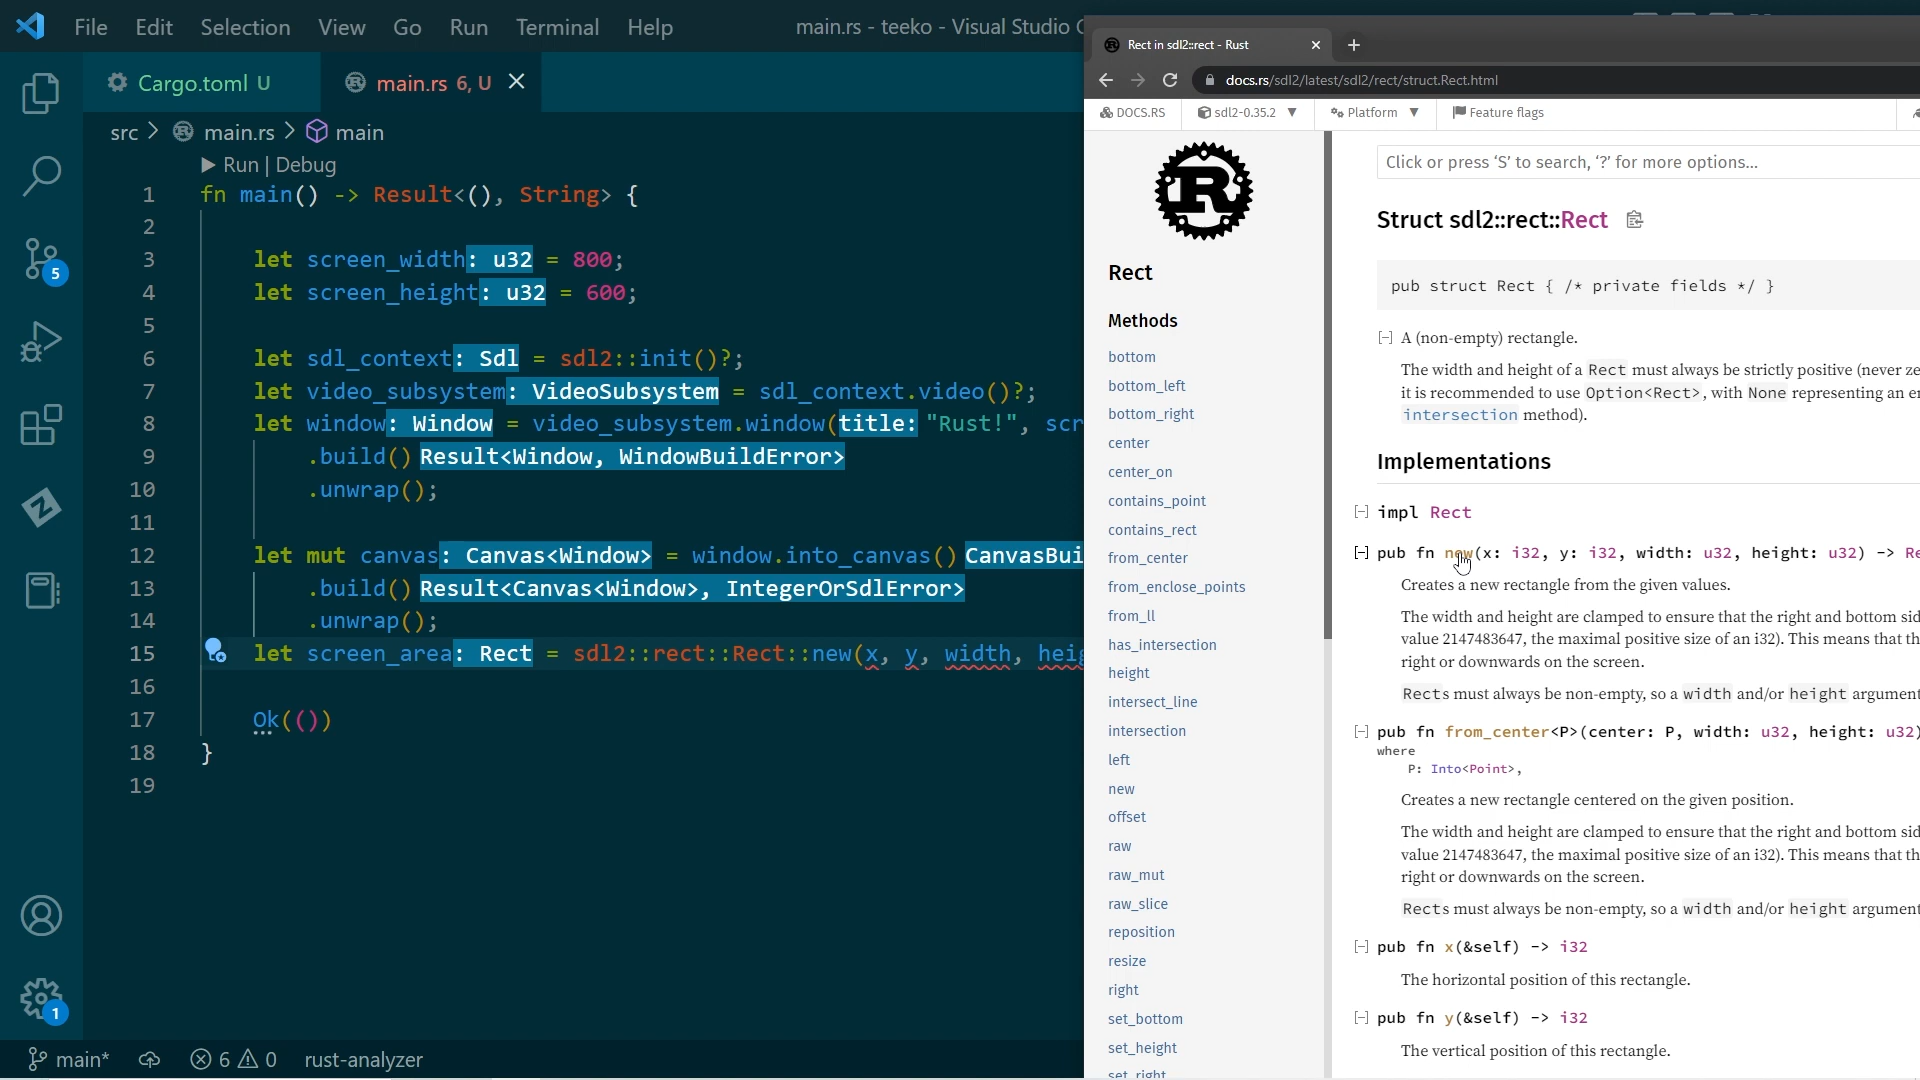 File Edit Selection View Go Run Terminal Help main.rs - teeko - Visual Studio
Cargo.toml U main.rs 6, U
src > main.rs > main
Run | Debug
1 fn main() -> Result<(), String> {
2
3 let screen_width: u32 = 800;
4 let screen_height: u32 = 600;
5
6 let sdl_context: Sdl = sdl2::init()?;
7 let video_subsystem: VideoSubsystem = sdl_context.video()?;
8 let window: Window = video_subsystem.window(title: "Rust!", scr
9 .build() Result<Window, WindowBuildError>
10 .unwrap();
11
12 let mut canvas: Canvas<Window> = window.into_canvas() CanvasBui
13 .build() Result<Canvas<Window>, IntegerOrSdlError>
14 .unwrap();
15 let screen_area: Rect = sdl2::rect::Rect::new(x, y, width, heig
16
17 Ok(())
18 }
19
5
1
main* 6 0 rust-analyzer
Rect in sdl2::rect - Rust
docs.rs/sdl2/latest/sdl2/rect/struct.Rect.html
DOCS.RS sdl2-0.35.2 Platform Feature flags
R
Rect
Methods
bottom
bottom_left
bottom_right
center
center_on
contains_point
contains_rect
from_center
from_enclose_points
from_ll
has_intersection
height
intersect_line
intersection
left
new
offset
raw
raw_mut
raw_slice
reposition
resize
right
set_bottom
set_height
set_right
Click or press ‘S’ to search, ‘?’ for more options...
Struct sdl2::rect::Rect
pub struct Rect { /* private fields */ }
[-] A (non-empty) rectangle.
The width and height of a Rect must always be strictly positive (never ze
it is recommended to use Option<Rect>, with None representing an e
intersection method).
Implementations
[-] impl Rect
[-] pub fn new(x: i32, y: i32, width: u32, height: u32) -> Re
Creates a new rectangle from the given values.
The width and height are clamped to ensure that the right and bottom sid
value 2147483647, the maximal positive size of an i32). This means that th
right or downwards on the screen.
Rects must always be non-empty, so a width and/or height argument
[-] pub fn from_center<P>(center: P, width: u32, height: u32)
where
P: Into<Point>,
Creates a new rectangle centered on the given position.
The width and height are clamped to ensure that the right and bottom sid
value 2147483647, the maximal positive size of an i32). This means that th
right or downwards on the screen.
Rects must always be non-empty, so a width and/or height argument
[-] pub fn x(&self) -> i32
The horizontal position of this rectangle.
[-] pub fn y(&self) -> i32
The vertical position of this rectangle.